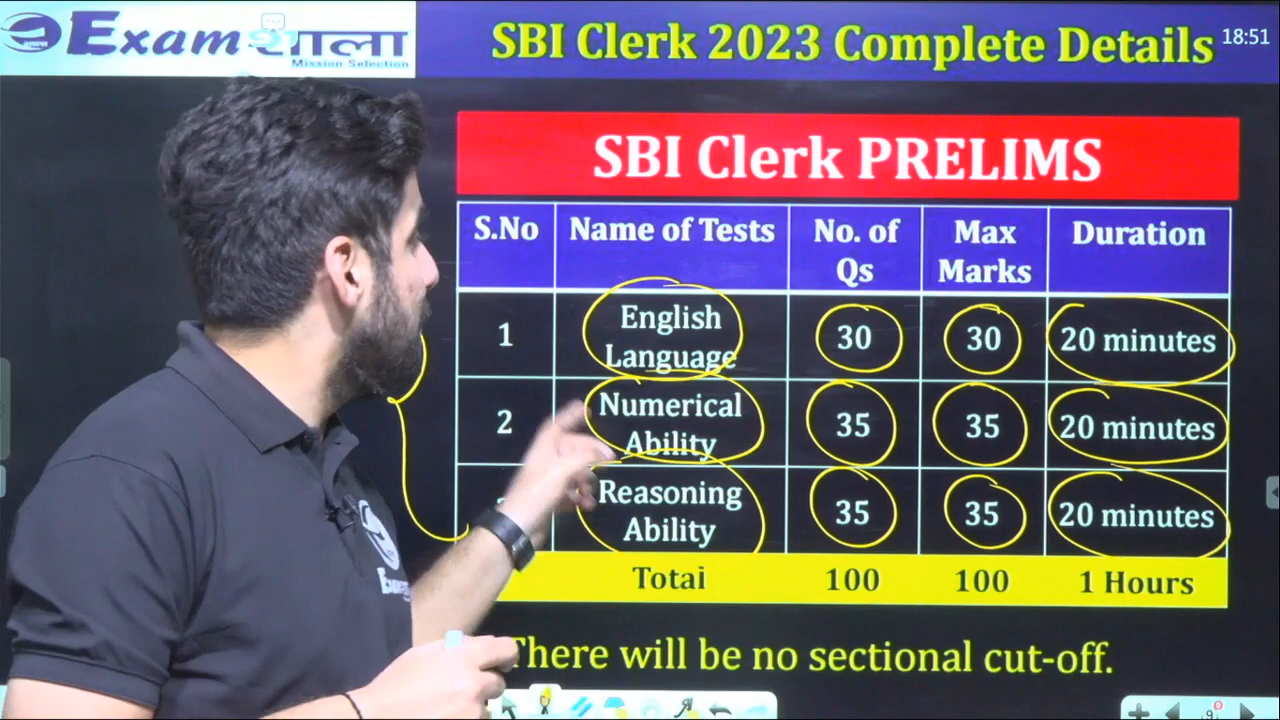 Examशाला
Mission Selection
SBI Clerk 2023 Complete Details
18:51
SBI Clerk PRELIMS
S.No Name of Tests No. of Qs Max Marks Duration
1 English Language 30 30 20 minutes
2 Numerical Ability 35 35 20 minutes
Reasoning Ability 35 35 20 minutes
Total 100 100 1 Hours
There will be no sectional cut-off.